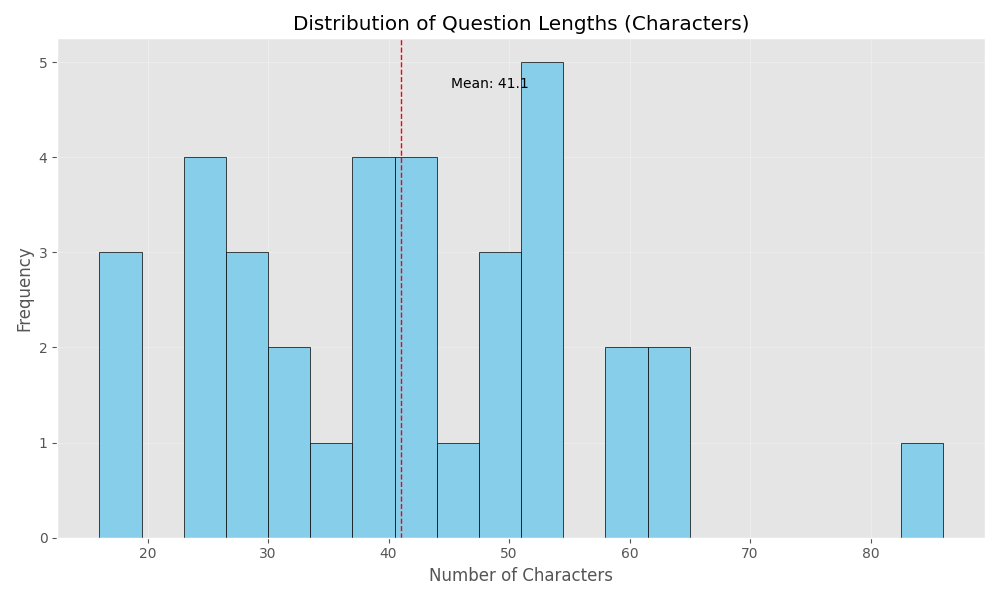 Distribution of Question Lengths (Characters)
Mean: 41.1
5
4
3
2
1
0
Frequency
20 30 40 50 60 70 80
Number of Characters